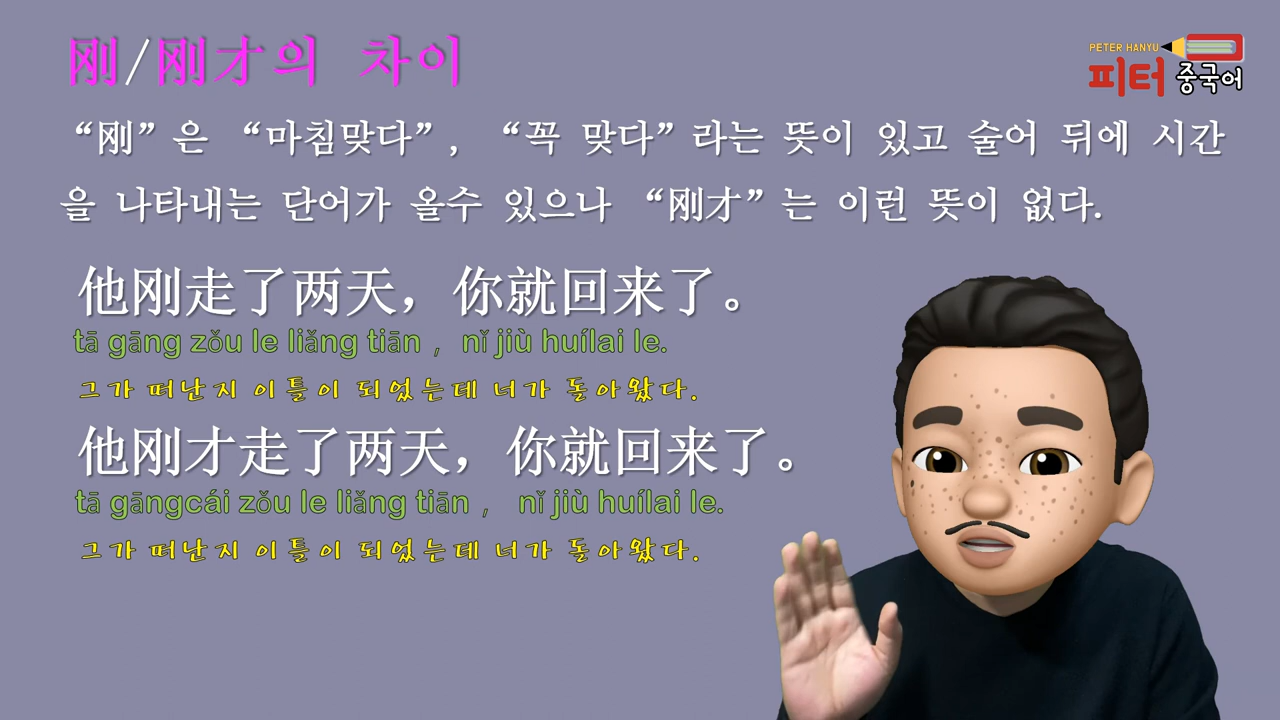 刚/刚才의 차이
PETER HANYU
피터 중국어
“刚”은 “마침맞다”, “꼭 맞다”라는 뜻이 있고 술어 뒤에 시간
을 나타내는 단어가 올수 있으나 “刚才”는 이런 뜻이 없다.
他刚走了两天，你就回来了。
tā gāng zǒu le liǎng tiān， nǐ jiù huílai le.
그가 떠난지 이틀이 되었는데 너가 돌아왔다.
他刚才走了两天，你就回来了。
tā gāngcái zǒu le liǎng tiān， nǐ jiù huílai le.
그가 떠난지 이틀이 되었는데 너가 돌아왔다.